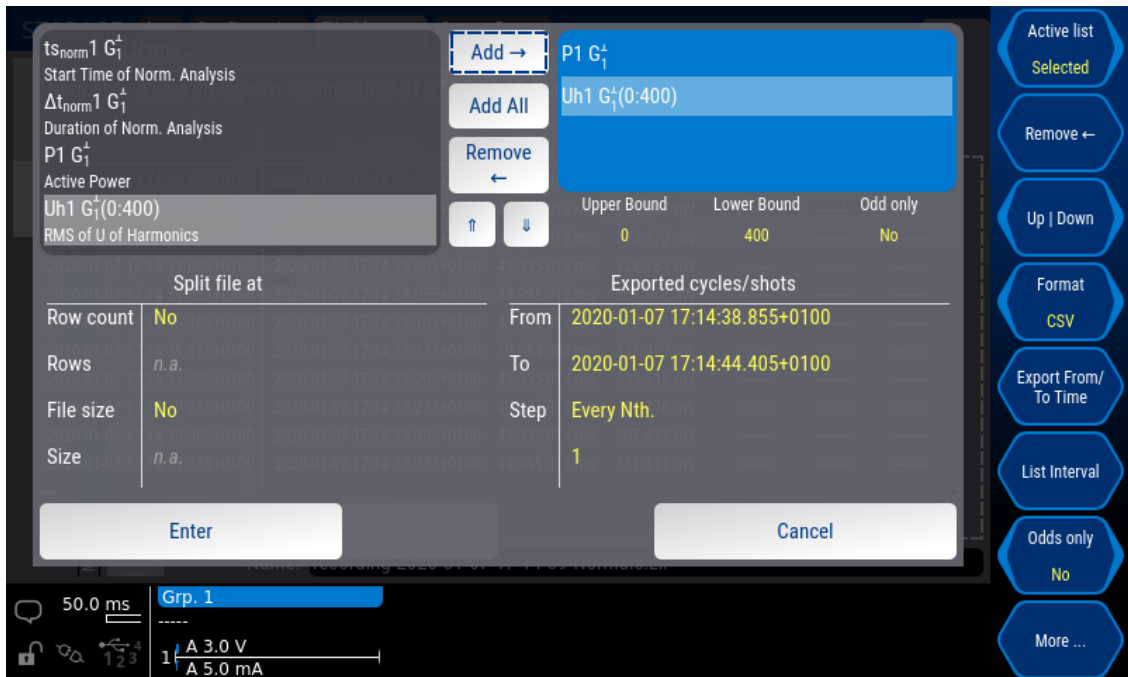 ts_norm1 G₁⊥
Start Time of Norm. Analysis
Δt_norm1 G₁⊥
Duration of Norm. Analysis
P1 G₁⊥
Active Power
Uh1 G₁⊥(0:400)
RMS of U of Harmonics
Add →
Add All
Remove
←
⇑ ⇓
P1 G₁⊥
Uh1 G₁⊥(0:400)
Upper Bound Lower Bound Odd only
0 400 No
Split file at
Row count No
Rows n.a.
File size No
Size n.a.
Exported cycles/shots
From 2020-01-07 17:14:38.855+0100
To 2020-01-07 17:14:44.405+0100
Step Every Nth.
1
Enter
Cancel
Active list
Selected
Remove ←
Up | Down
Format
CSV
Export From/
To Time
List Interval
Odds only
No
More ...
50.0 ms
Grp. 1
-----
1 2 3 4
1 A 3.0 V
A 5.0 mA